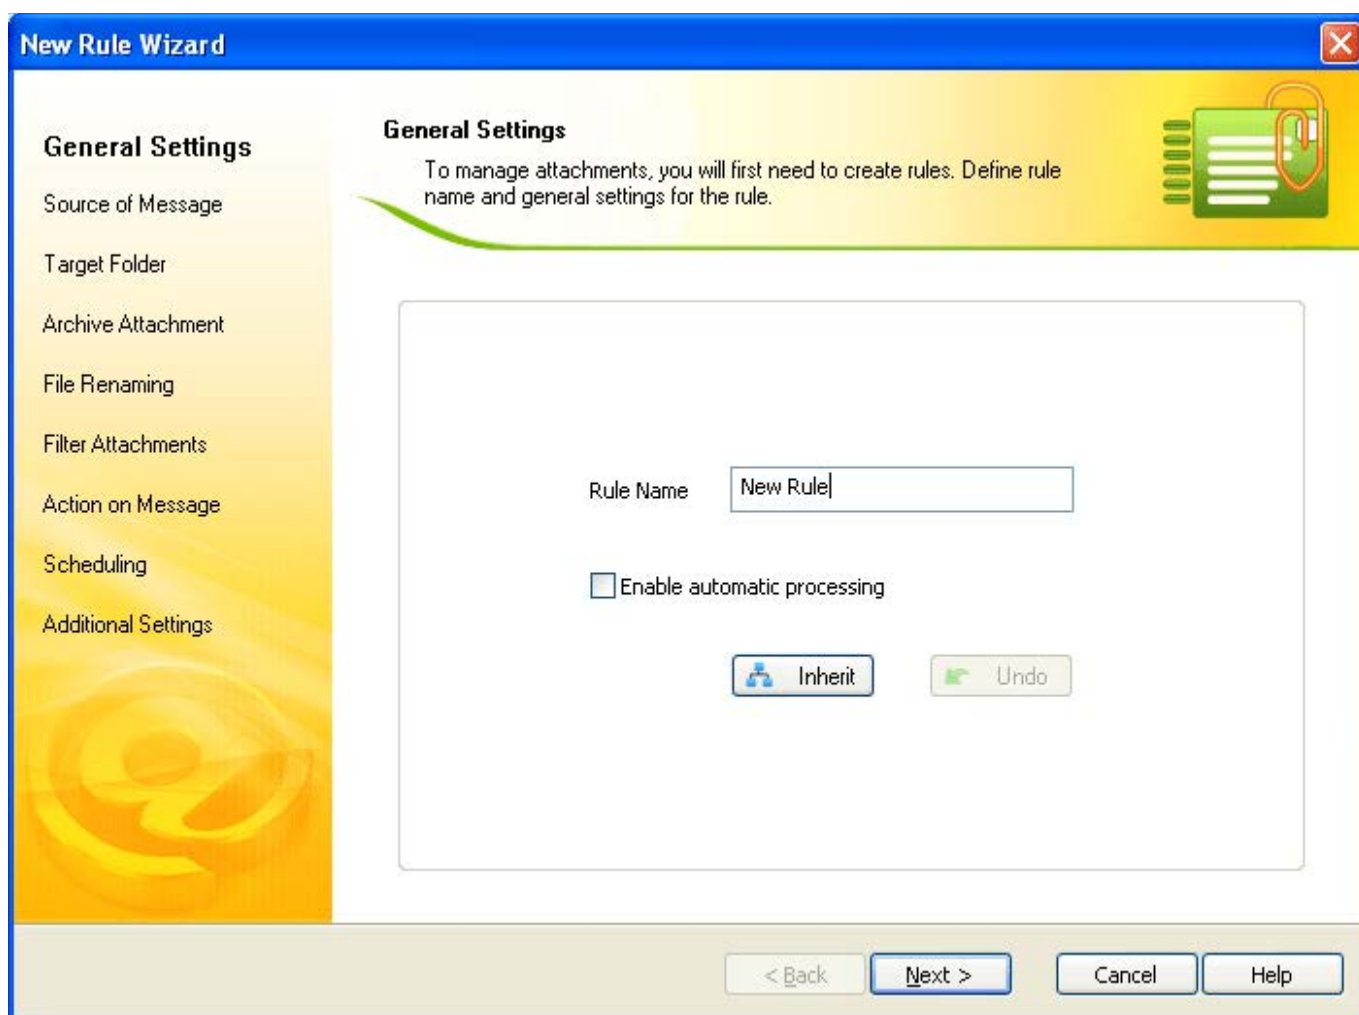 New Rule Wizard
General Settings
Source of Message
Target Folder
Archive Attachment
File Renaming
Filter Attachments
Action on Message
Scheduling
Additional Settings
General Settings
To manage attachments, you will first need to create rules. Define rule
name and general settings for the rule.
Rule Name New Rule
Enable automatic processing
Inherit Undo
< Back Next > Cancel Help